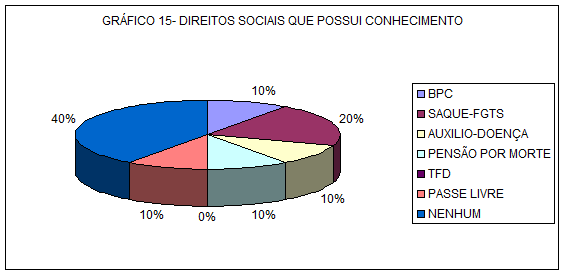 GRÁFICO 15- DIREITOS SOCIAIS QUE POSSUI CONHECIMENTO
10%
20%
10%
10%
0%
10%
40%
BPC
SAQUE-FGTS
AUXILIO-DOENÇA
PENSÃO POR MORTE
TFD
PASSE LIVRE
NENHUM